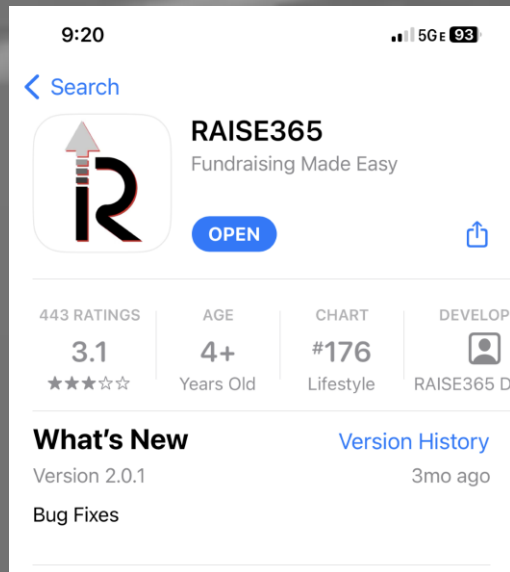 9:20 5GE 93
Search
RAISE365
Fundraising Made Easy
OPEN
443 RATINGS AGE CHART DEVELOP
3.1 4+ #176
Years Old Lifestyle RAISE365 D
What's New Version History
Version 2.0.1 3mo ago
Bug Fixes